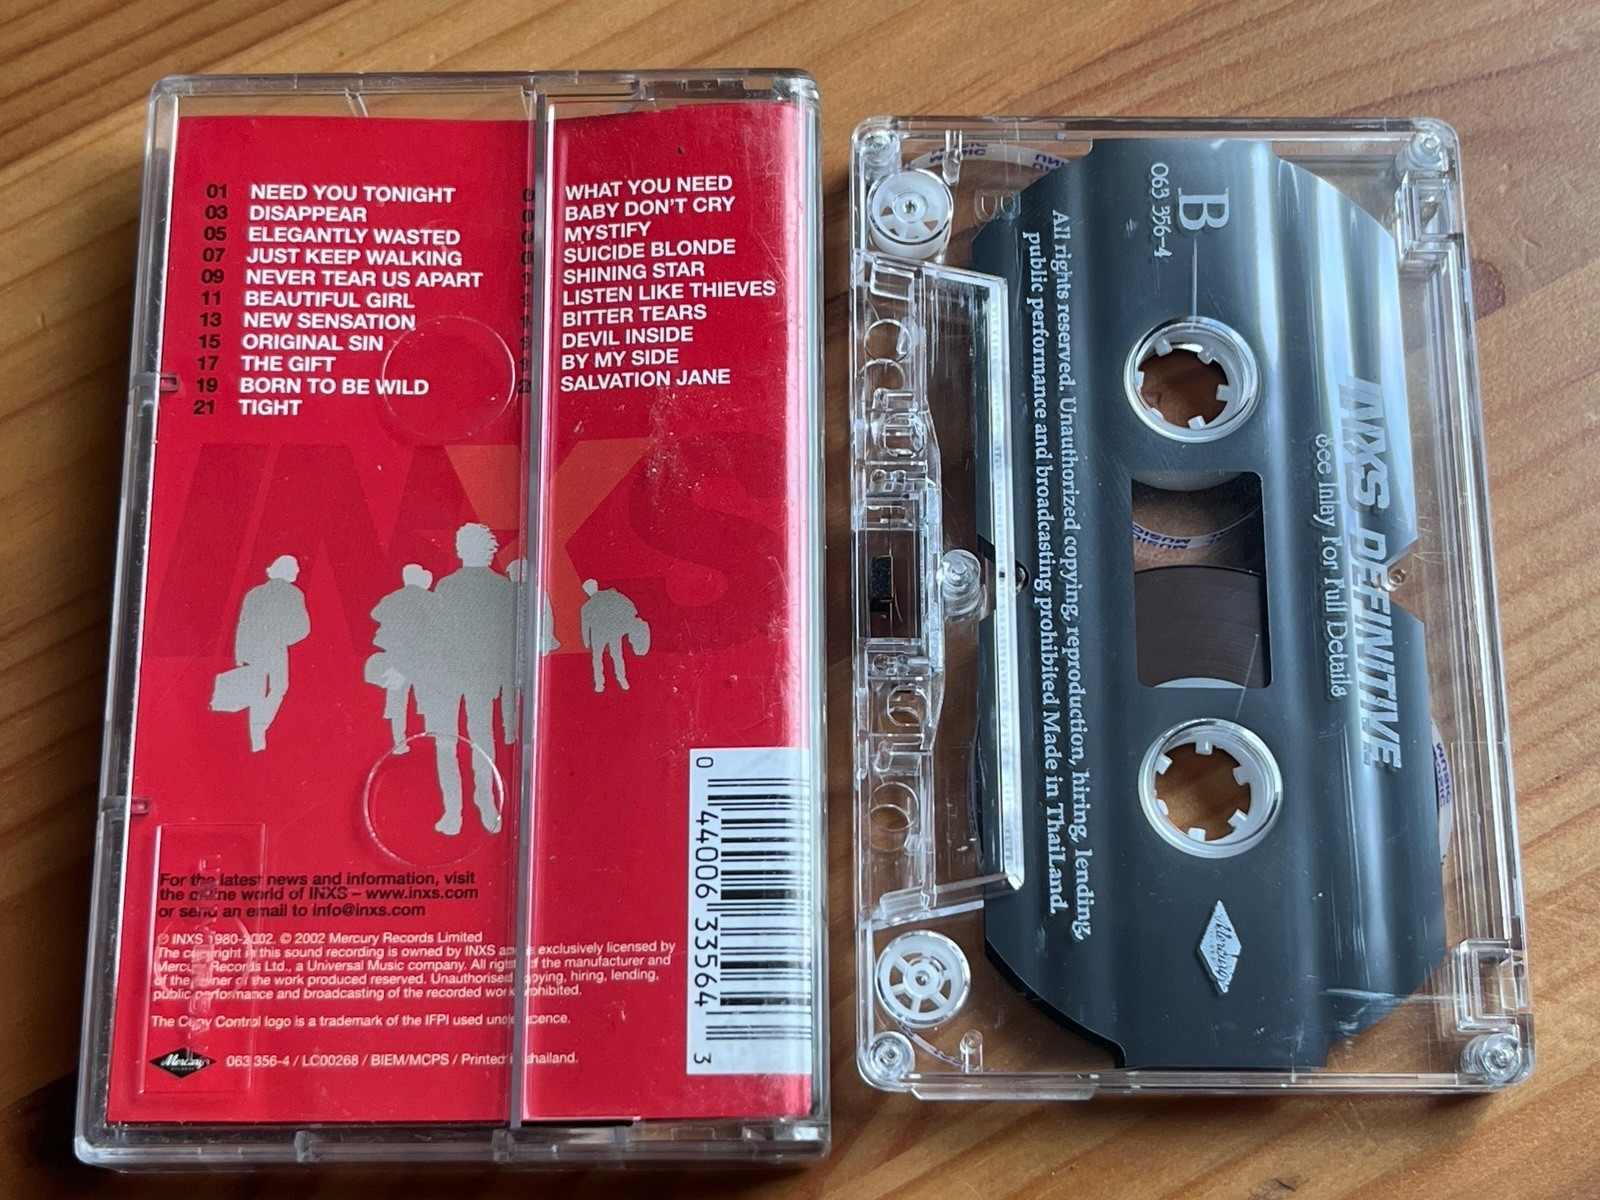 01 NEED YOU TONIGHT
03 DISAPPEAR
05 ELEGANTLY WASTED
07 JUST KEEP WALKING
09 NEVER TEAR US APART
11 BEAUTIFUL GIRL
13 NEW SENSATION
15 ORIGINAL SIN
17 THE GIFT
19 BORN TO BE WILD
21 TIGHT
WHAT YOU NEED
BABY DON'T CRY
MYSTIFY
SUICIDE BLONDE
SHINING STAR
LISTEN LIKE THIEVES
BITTER TEARS
DEVIL INSIDE
BY MY SIDE
SALVATION JANE
INXS
For the latest news and information, visit
the online world of INXS – www.inxs.com
or send an email to info@inxs.com
℗ INXS 1980-2002. © 2002 Mercury Records Limited
The copyright in this sound recording is owned by INXS and is exclusively licensed by
Mercury Records Ltd., a Universal Music company. All rights of the manufacturer and
of the owner of the work produced reserved. Unauthorised copying, hiring, lending,
public performance and broadcasting of the recorded work prohibited.
The Copy Control logo is a trademark of the IFPI used under licence.
Mercury
063 356-4 / LC00268 / BIEM/MCPS / Printed in Thailand.
0 44006 33564 3
B
063 356-4
INXS DEFINITIVE
See Inlay For Full Details
All rights reserved. Unauthorized copying, reproduction, hiring, lending,
public performance and broadcasting prohibited Made in ThaiLand.
Mercury